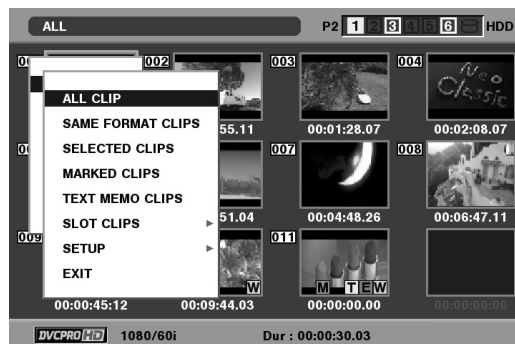 ALL P2 1 2 3 4 5 6 HDD
002 003 004
ALL CLIP
SAME FORMAT CLIPS
SELECTED CLIPS
MARKED CLIPS
TEXT MEMO CLIPS
SLOT CLIPS
SETUP
EXIT
55.11 00:01:28.07 00:02:08.07
Neo Classic
007 008
51.04 00:04:48.26 00:06:47.11
009 011
W M T E W
00:00:45:12 00:09:44.03 00:00:00.00 00:00:00:00
DVCPRO HD 1080/60i Dur : 00:00:30.03